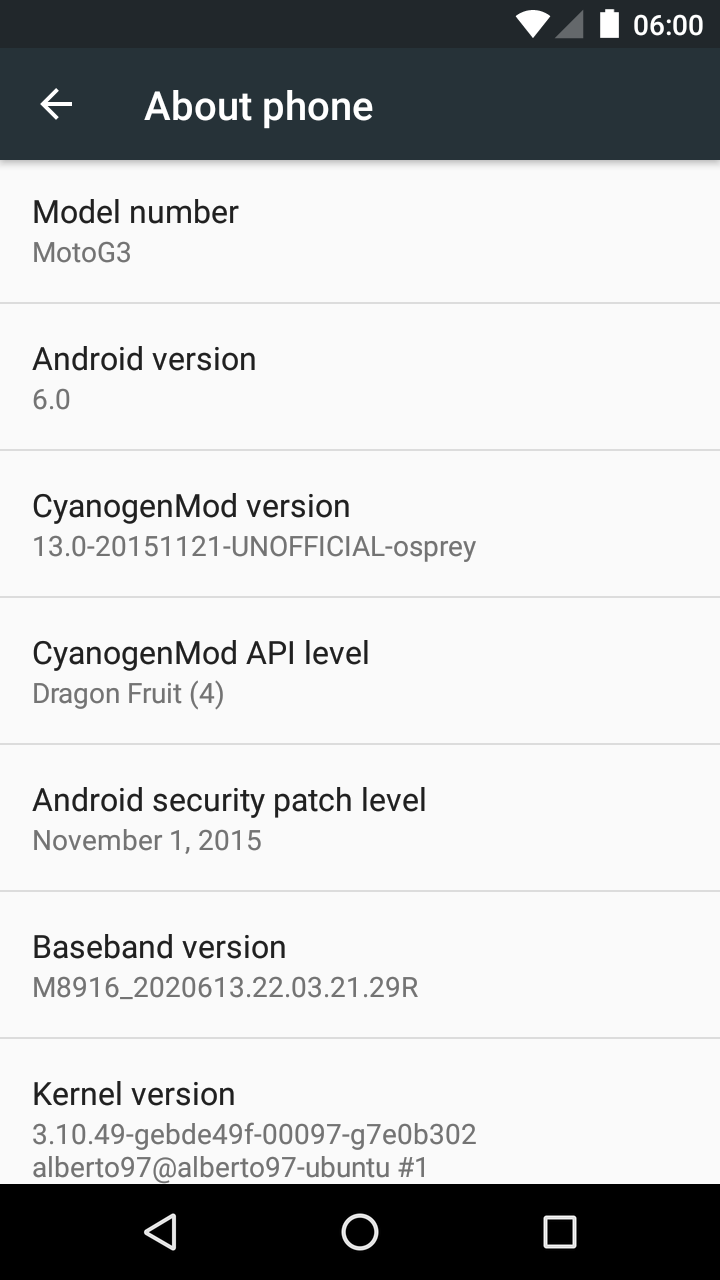 06:00
About phone
Model number
MotoG3
Android version
6.0
CyanogenMod version
13.0-20151121-UNOFFICIAL-osprey
CyanogenMod API level
Dragon Fruit (4)
Android security patch level
November 1, 2015
Baseband version
M8916_2020613.22.03.21.29R
Kernel version
3.10.49-gebde49f-00097-g7e0b302
alberto97@alberto97-ubuntu #1